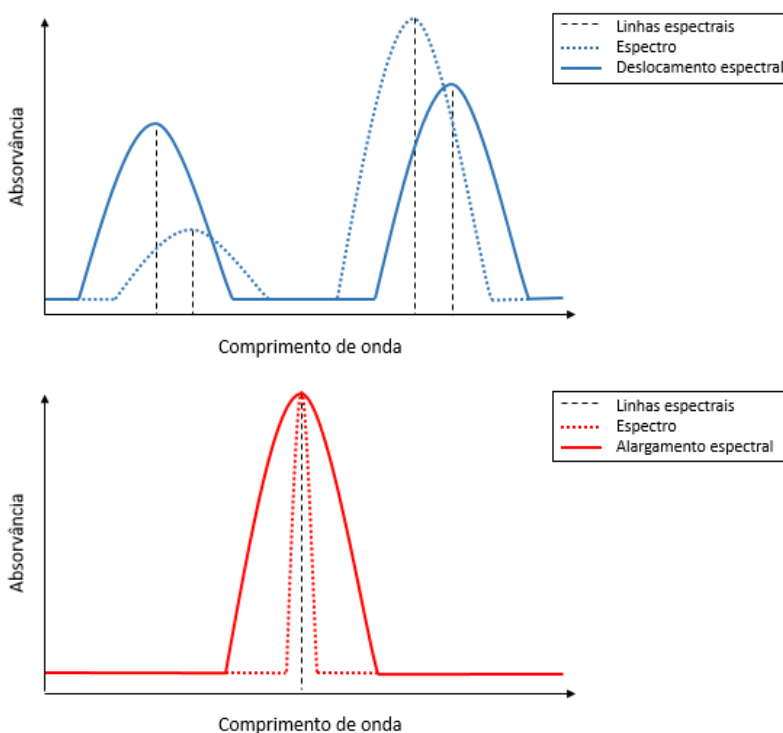 Linhas espectrais
Espectro
Deslocamento espectral
Absorvância
Comprimento de onda
Linhas espectrais
Espectro
Alargamento espectral
Absorvância
Comprimento de onda